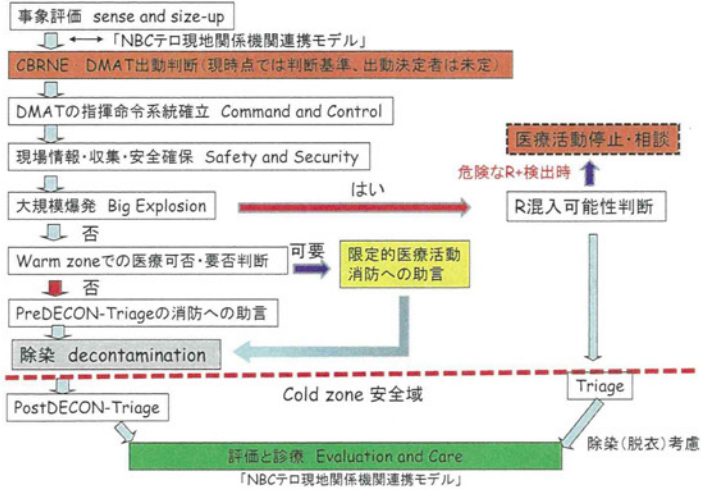 事象評価 sense and size-up
「NBCテロ現地関係機関連携モデル」
CBRNE・DMAT出動判断(現時点では判断基準、出動決定者は未定)
DMATの指揮命令系統確立 Command and Control
現場情報・収集・安全確保 Safety and Security
医療活動停止・相談
危険なR+検出時
はい
大規模爆発 Big Explosion
R混入可能性判断
否
Warm zoneでの医療可否・要否判断
可要
限定的医療活動
消防への助言
否
PreDECON-Triageの消防への助言
除染 decontamination
Cold zone 安全域
Triage
PostDECON-Triage
除染(脱衣)考慮
評価と診療 Evaluation and Care
「NBCテロ現地関係機関連携モデル」